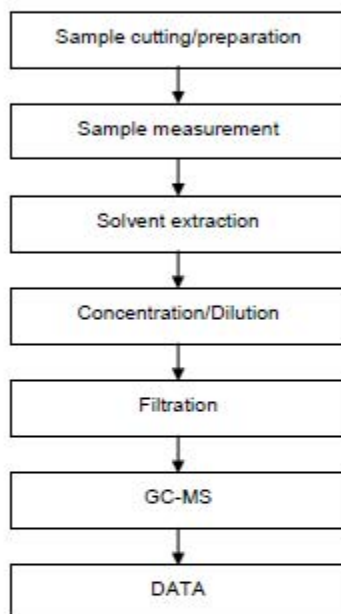 Sample cutting/preparation
Sample measurement
Solvent extraction
Concentration/Dilution
Filtration
GC-MS
DATA